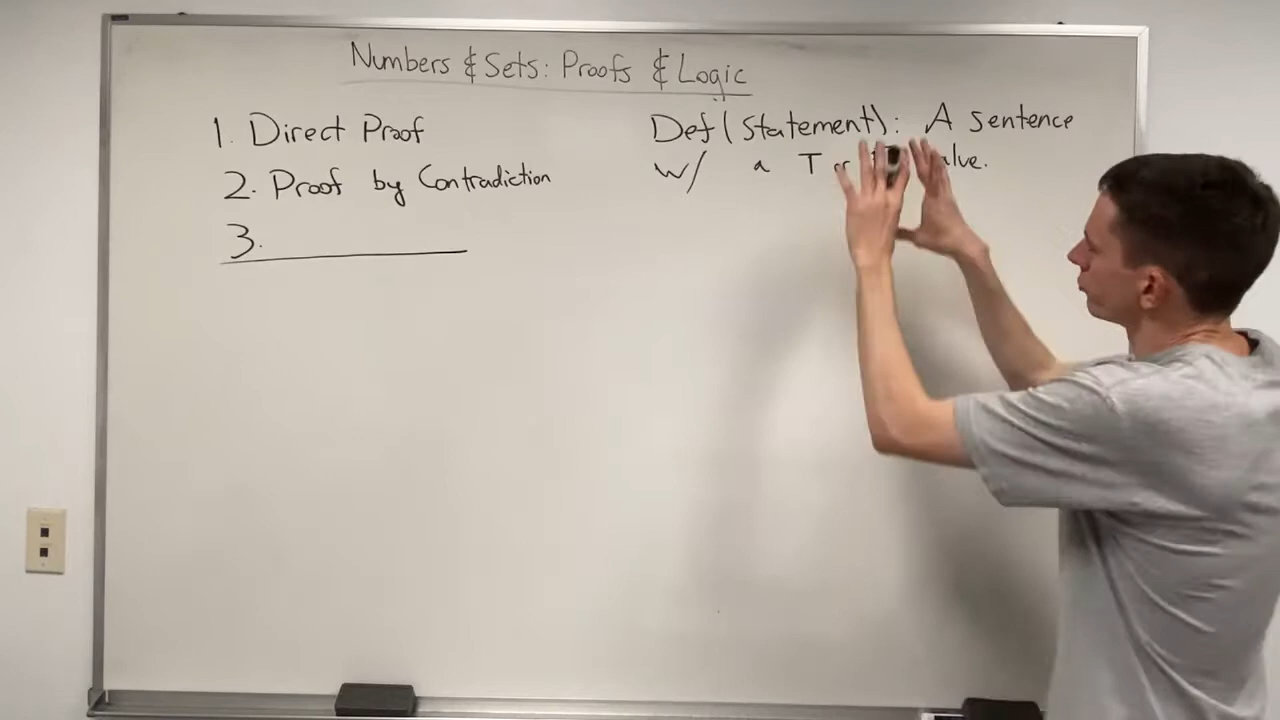 Numbers & Sets: Proofs & Logic
1. Direct Proof
2. Proof by Contradiction
3.
Def (Statement): A sentence
w/ a T